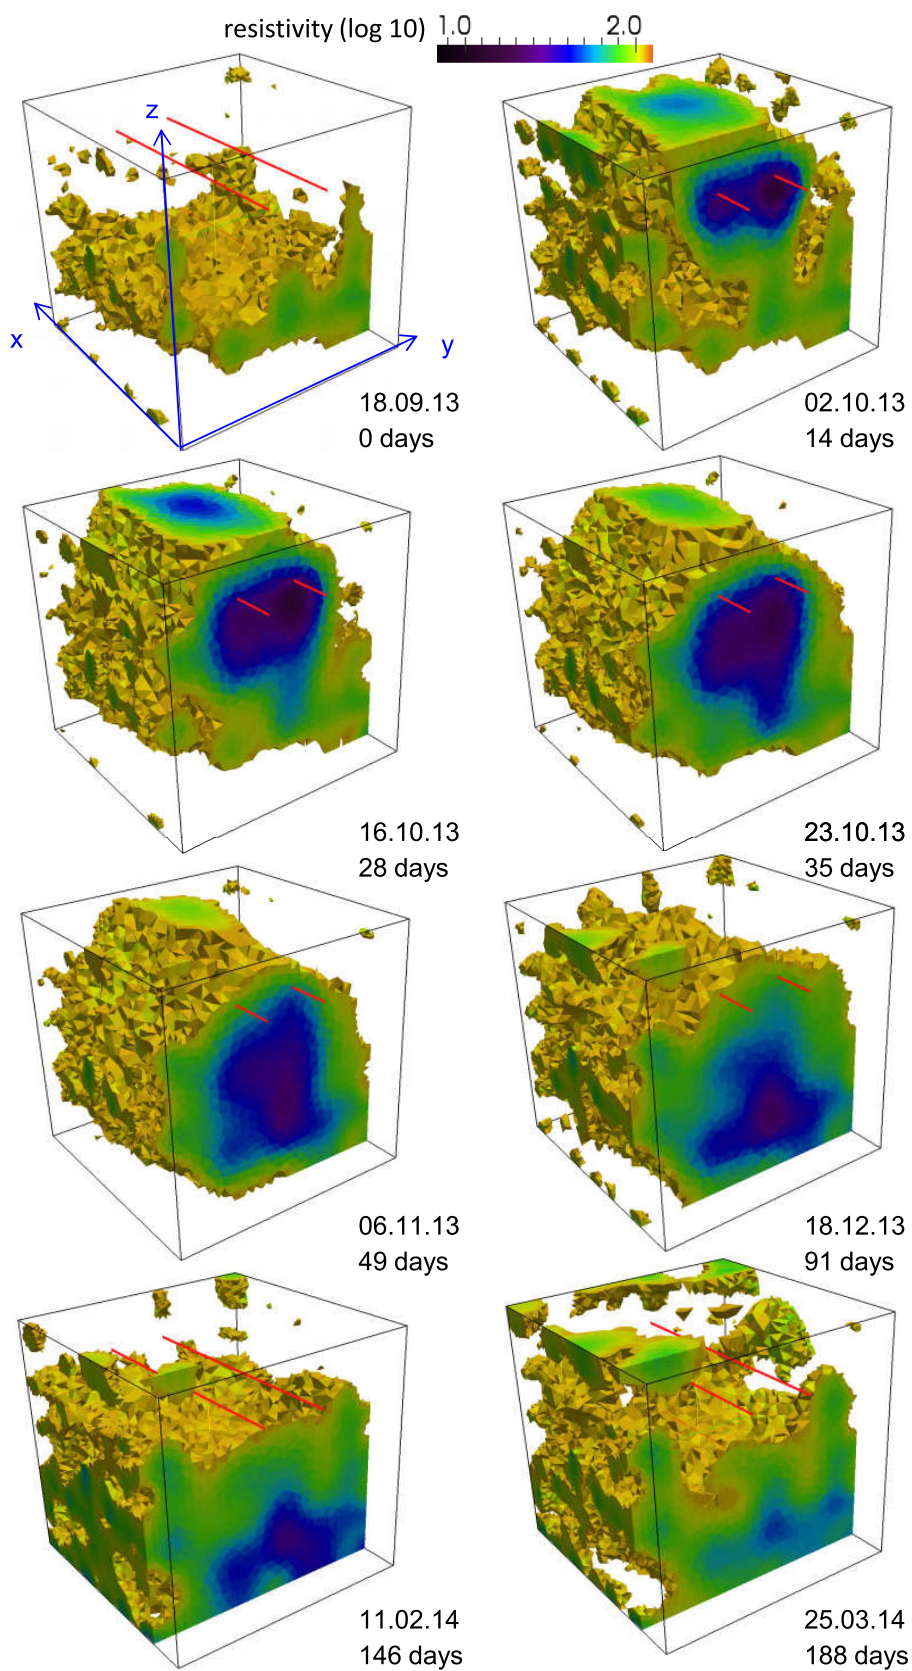 resistivity (log 10) 1.0 2.0
z
x
y
18.09.13
0 days
02.10.13
14 days
16.10.13
28 days
23.10.13
35 days
06.11.13
49 days
18.12.13
91 days
11.02.14
146 days
25.03.14
188 days